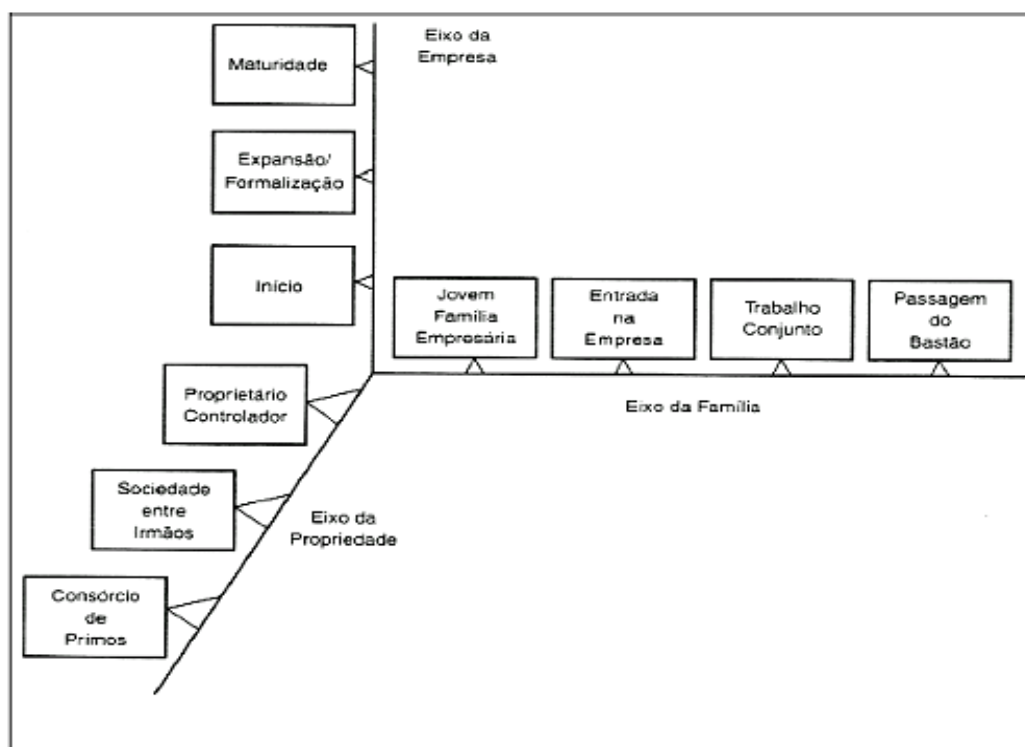 Eixo da
Empresa
Maturidade
Expansão/
Formalização
Início
Jovem
Família
Empresária
Entrada
na
Empresa
Trabalho
Conjunto
Passagem
do
Bastão
Eixo da Família
Proprietário
Controlador
Sociedade
entre
Irmãos
Eixo da
Propriedade
Consórcio
de
Primos